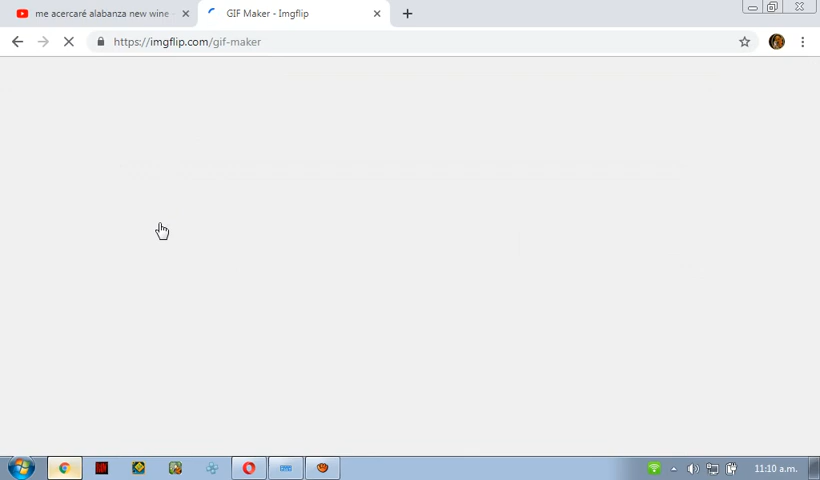 me acercaré alabanza new wine -
GIF Maker - Imgflip
https://imgflip.com/gif-maker
11:10 a.m.